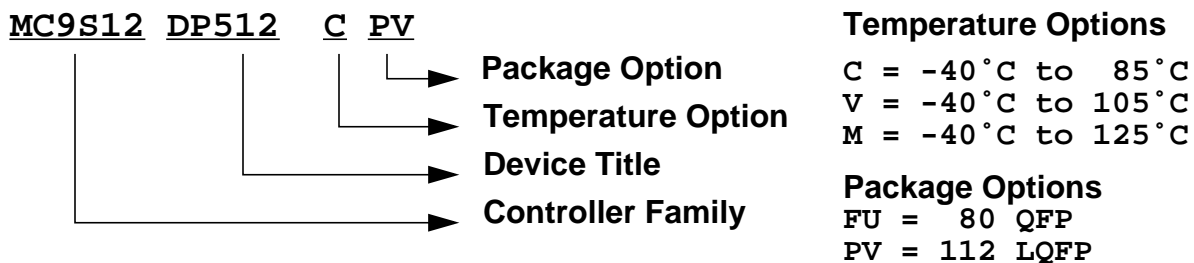 MC9S12 DP512 C PV
Package Option
Temperature Option
Device Title
Controller Family
Temperature Options
C = -40˚C to 85˚C
V = -40˚C to 105˚C
M = -40˚C to 125˚C
Package Options
FU = 80 QFP
PV = 112 LQFP